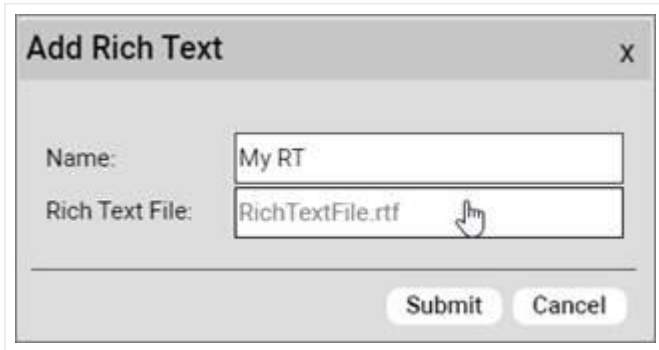 Add Rich Text X
Name: My RT
Rich Text File: RichTextFile.rtf
Submit Cancel